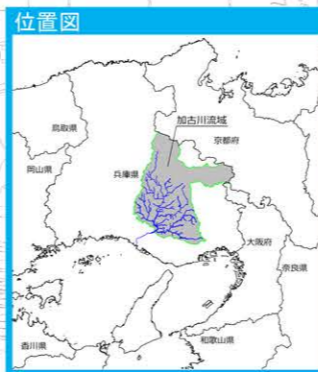 位置図
鳥取県
加古川流域
京都府
岡山県
兵庫県
大阪府
奈良県
香川県
和歌山県